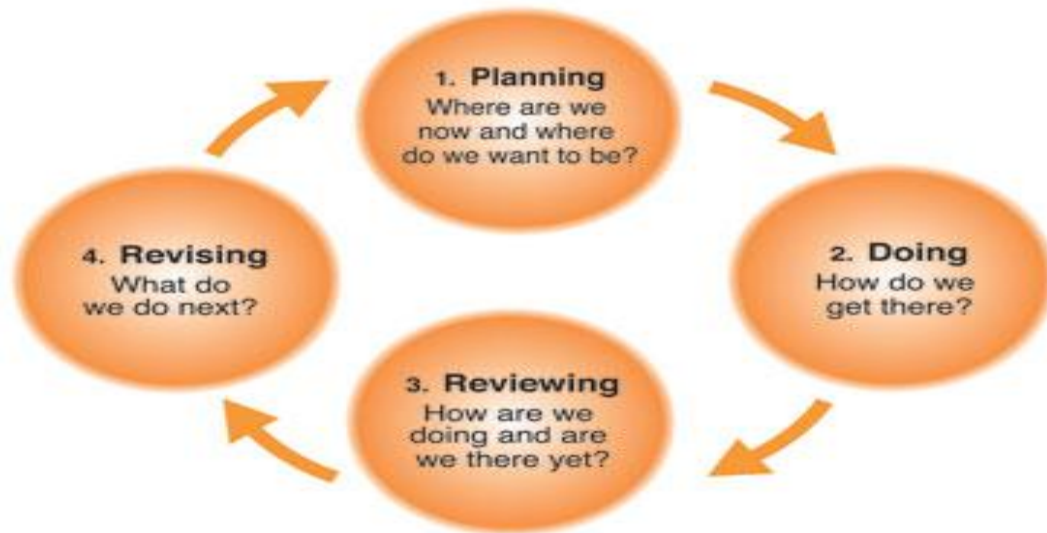 1. Planning
Where are we
now and where
do we want to be?
2. Doing
How do we
get there?
3. Reviewing
How are we
doing and are
we there yet?
4. Revising
What do
we do next?